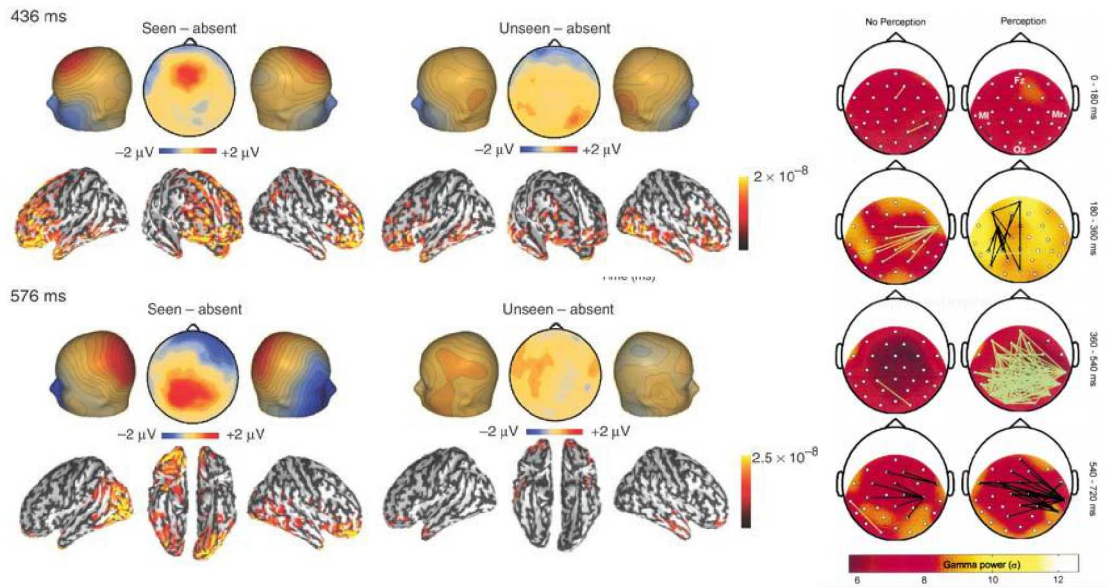 436 ms
Seen – absent
Unseen – absent
−2 μV +2 μV
−2 μV +2 μV
2 × 10⁻⁸
576 ms
Seen – absent
Unseen – absent
−2 μV +2 μV
−2 μV +2 μV
2.5 × 10⁻⁸
No Perception Perception
Fz
Ml Mr
Oz
0 - 180 ms
180 - 360 ms
360 - 540 ms
540 - 720 ms
Gamma power (σ)
6 8 10 12